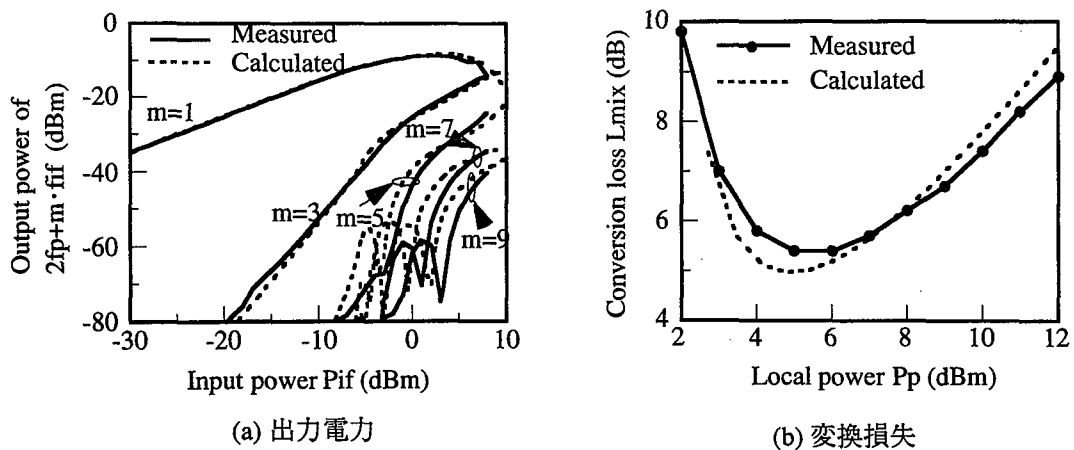 0
-20
-40
-60
-80
Output power of
2fp+m·fif (dBm)
Measured
Calculated
m=1
m=7
m=3
m=5
m=9
-30
-20
-10
0
10
Input power Pif (dBm)
(a) 出力電力
10
8
6
4
Conversion loss Lmix (dB)
Measured
Calculated
2
4
6
8
10
12
Local power Pp (dBm)
(b) 変換損失